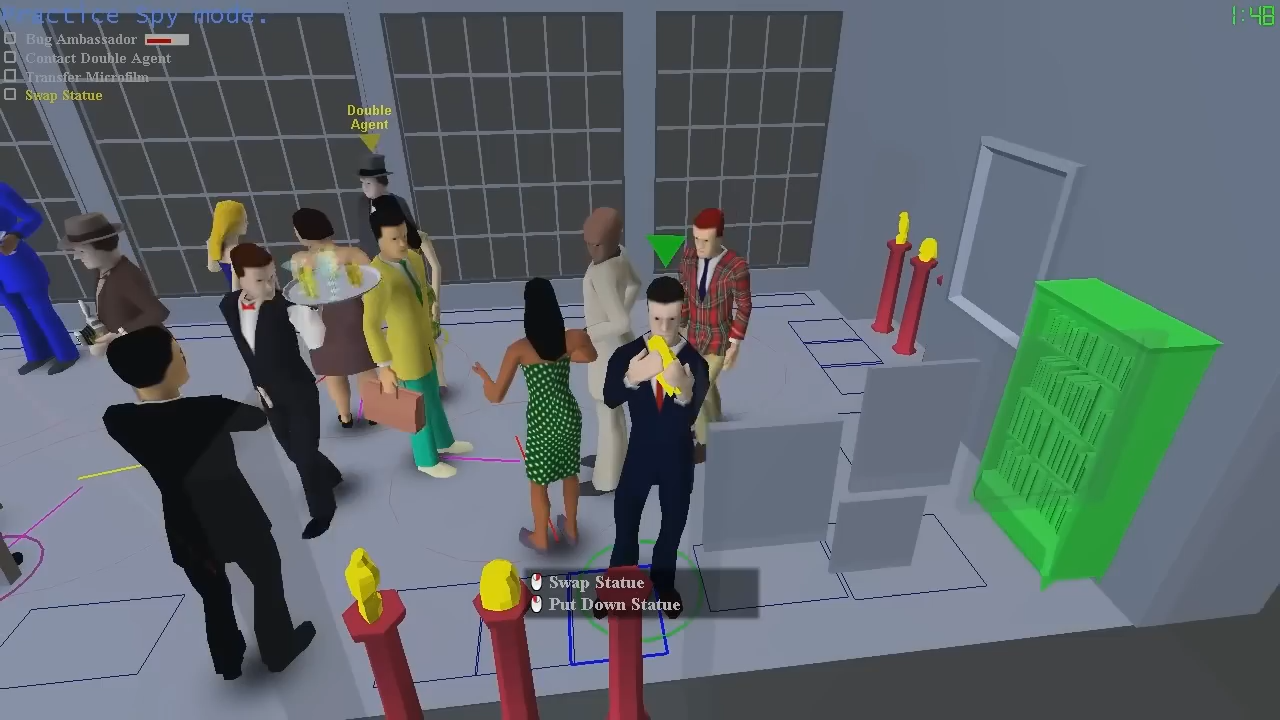 Practice Spy mode.
1:48
Bug Ambassador
Contact Double Agent
Transfer Microfilm
Swap Statue
Double
Agent
Swap Statue
Put Down Statue